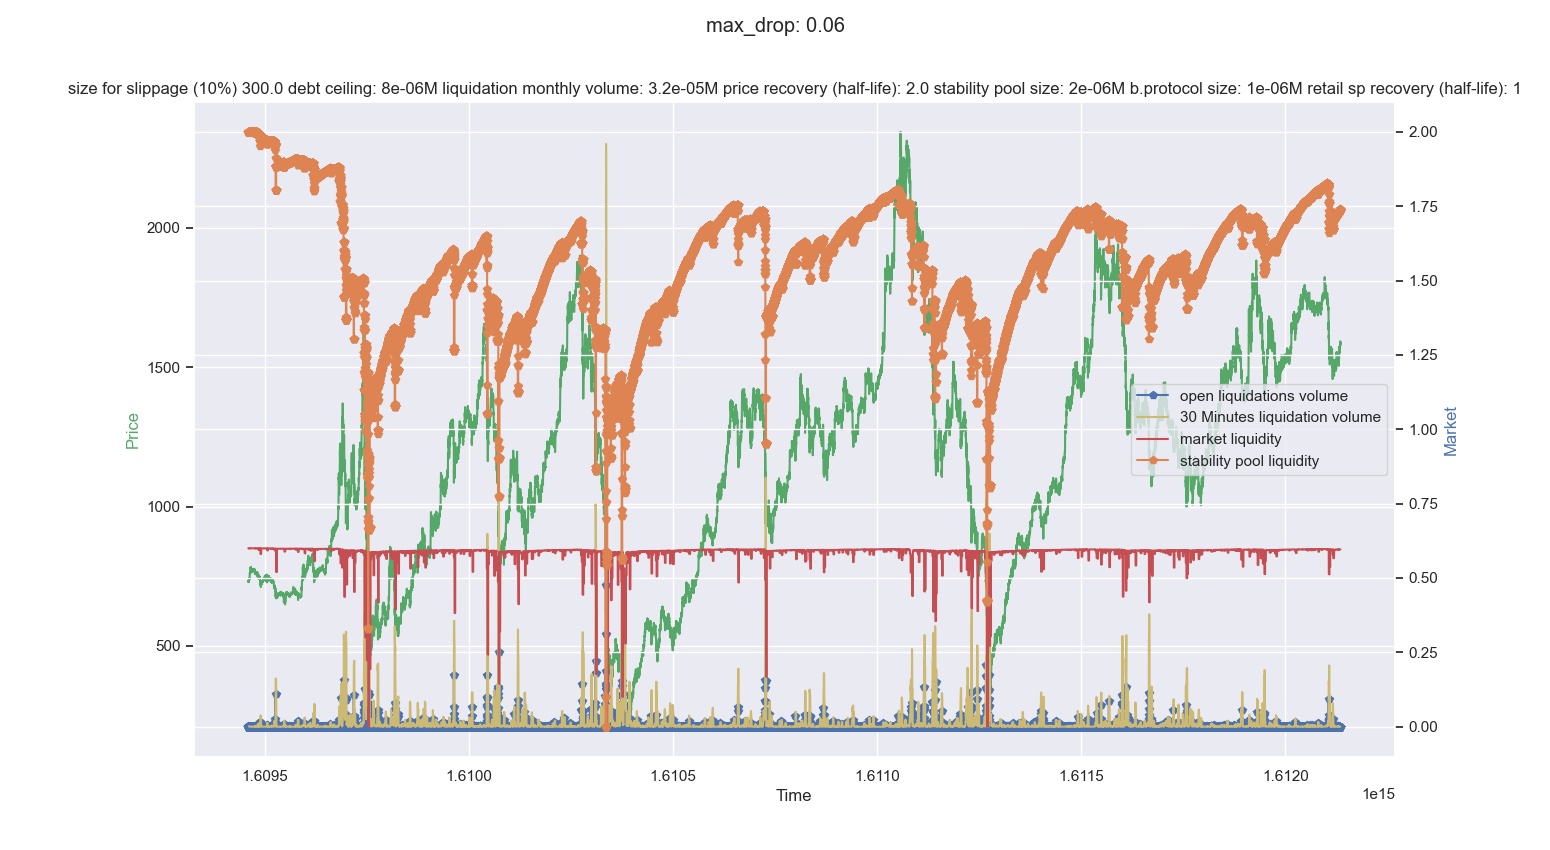 max_drop: 0.06
size for slippage (10%) 300.0 debt ceiling: 8e-06M liquidation monthly volume: 3.2e-05M price recovery (half-life): 2.0 stability pool size: 2e-06M b.protocol size: 1e-06M retail sp recovery (half-life): 1
2000
1500
1000
500
Price
2.00
1.75
1.50
1.25
1.00
0.75
0.50
0.25
0.00
Market
open liquidations volume
30 Minutes liquidation volume
market liquidity
stability pool liquidity
1.6095 1.6100 1.6105 1.6110 1.6115 1.6120
1e15
Time